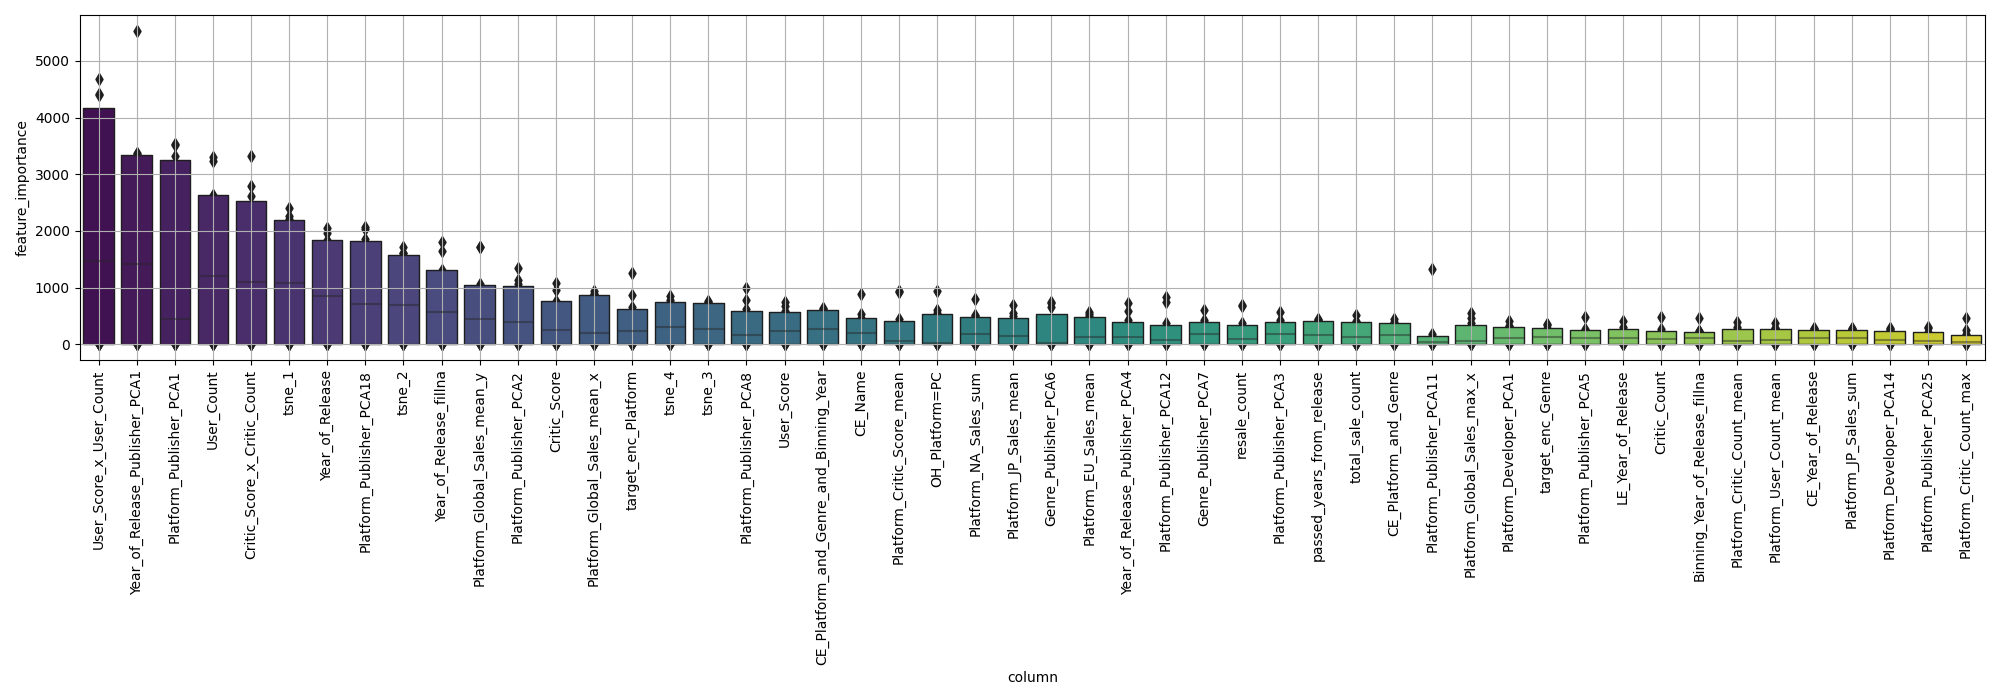 feature_importance
5000
4000
3000
2000
1000
0
User_Score_x_User_Count
Year_of_Release_Publisher_PCA1
Platform_Publisher_PCA1
User_Count
Critic_Score_x_Critic_Count
tsne_1
Year_of_Release
Platform_Publisher_PCA18
tsne_2
Year_of_Release_fillna
Platform_Global_Sales_mean_y
Platform_Publisher_PCA2
Critic_Score
Platform_Global_Sales_mean_x
target_enc_Platform
tsne_4
tsne_3
Platform_Publisher_PCA8
User_Score
CE_Platform_and_Genre_and_Binning_Year
CE_Name
Platform_Critic_Score_mean
OH_Platform=PC
Platform_NA_Sales_sum
Platform_JP_Sales_mean
Genre_Publisher_PCA6
Platform_EU_Sales_mean
Year_of_Release_Publisher_PCA4
Platform_Publisher_PCA12
Genre_Publisher_PCA7
resale_count
Platform_Publisher_PCA3
passed_years_from_release
total_sale_count
CE_Platform_and_Genre
Platform_Publisher_PCA11
Platform_Global_Sales_max_x
Platform_Developer_PCA1
target_enc_Genre
Platform_Publisher_PCA5
LE_Year_of_Release
Critic_Count
Binning_Year_of_Release_fillna
Platform_Critic_Count_mean
Platform_User_Count_mean
CE_Year_of_Release
Platform_JP_Sales_sum
Platform_Developer_PCA14
Platform_Publisher_PCA25
Platform_Critic_Count_max
column